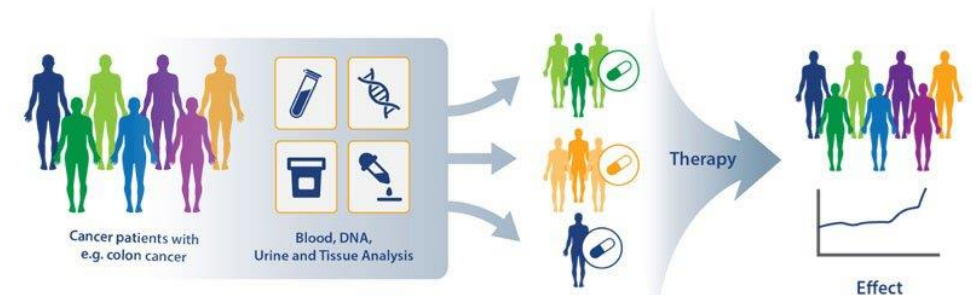 Cancer patients with
e.g. colon cancer
Blood, DNA,
Urine and Tissue Analysis
Therapy
Effect